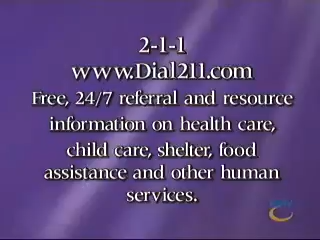 2-1-1
www.Dial211.com
Free, 24/7 referral and resource
information on health care,
child care, shelter, food
assistance and other human
services.